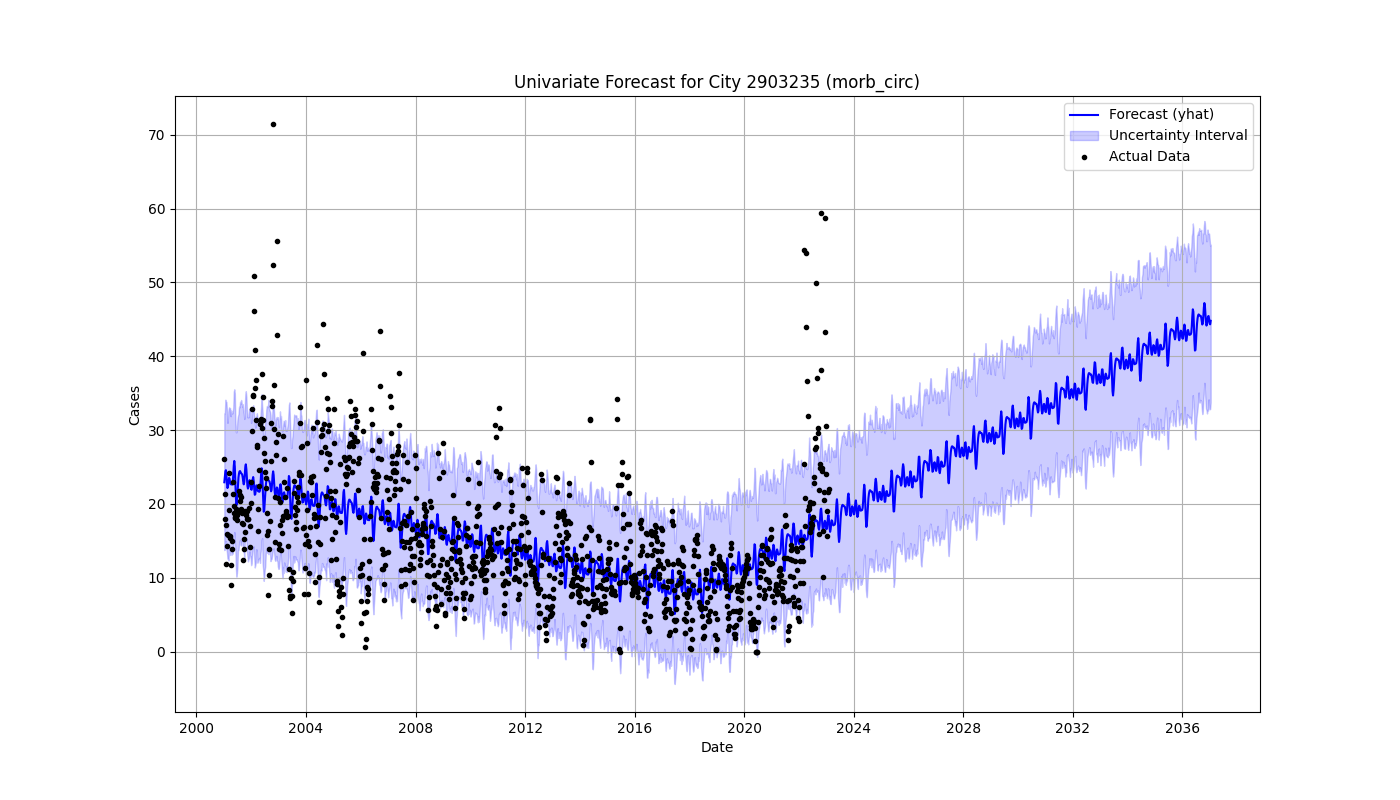 Univariate Forecast for City 2903235 (morb_circ)
Forecast (yhat)
Uncertainty Interval
Actual Data
Cases
70
60
50
40
30
20
10
0
2000 2004 2008 2012 2016 2020 2024 2028 2032 2036
Date